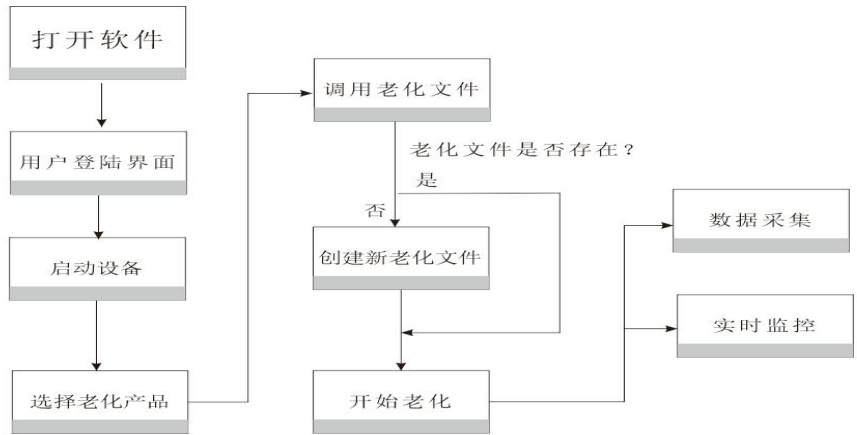 打开软件
用户登陆界面
启动设备
选择老化产品
调用老化文件
老化文件是否存在？
是
否
创建新老化文件
开始老化
数据采集
实时监控